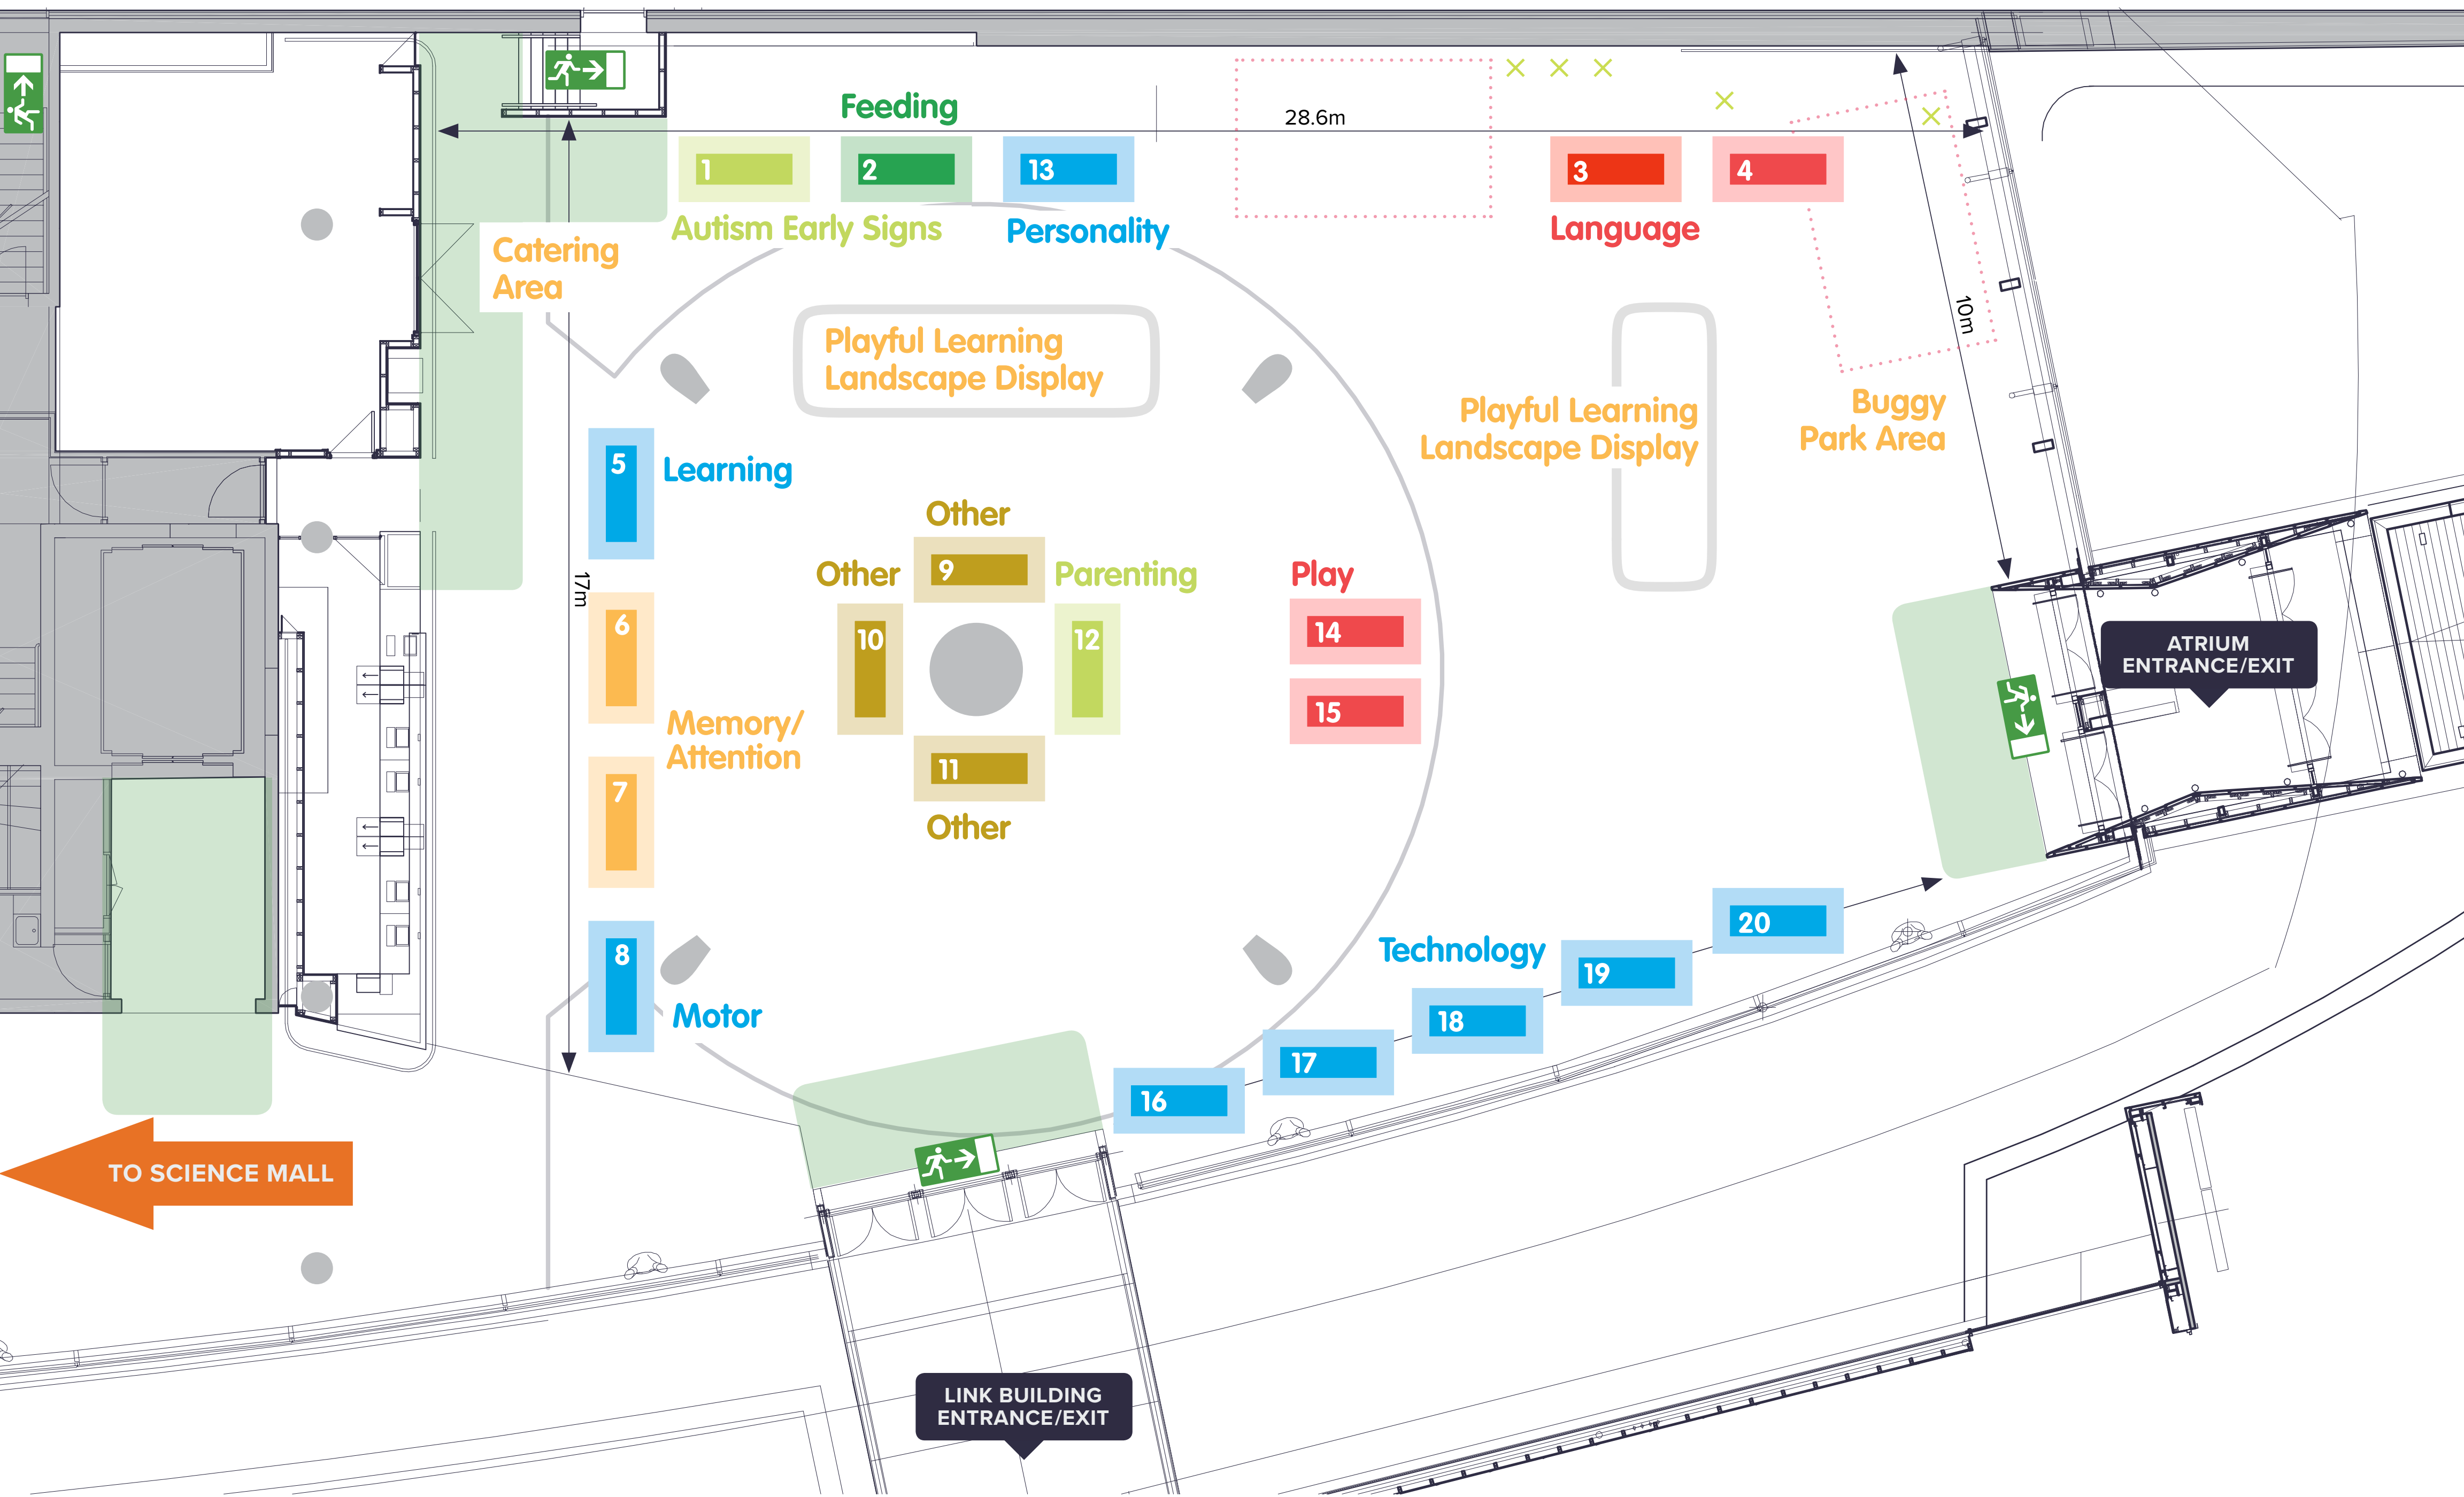 Feeding
28.6m
1
2
13
3
4
Autism Early Signs
Personality
Language
Catering
Area
10m
Playful Learning
Landscape Display
Playful Learning
Landscape Display
Buggy
Park Area
5
Learning
Other
17m
Other
9
Parenting
Play
6
10
12
14
15
Memory/
Attention
11
7
Other
ATRIUM
ENTRANCE/EXIT
8
Motor
Technology
20
19
18
17
16
TO SCIENCE MALL
LINK BUILDING
ENTRANCE/EXIT